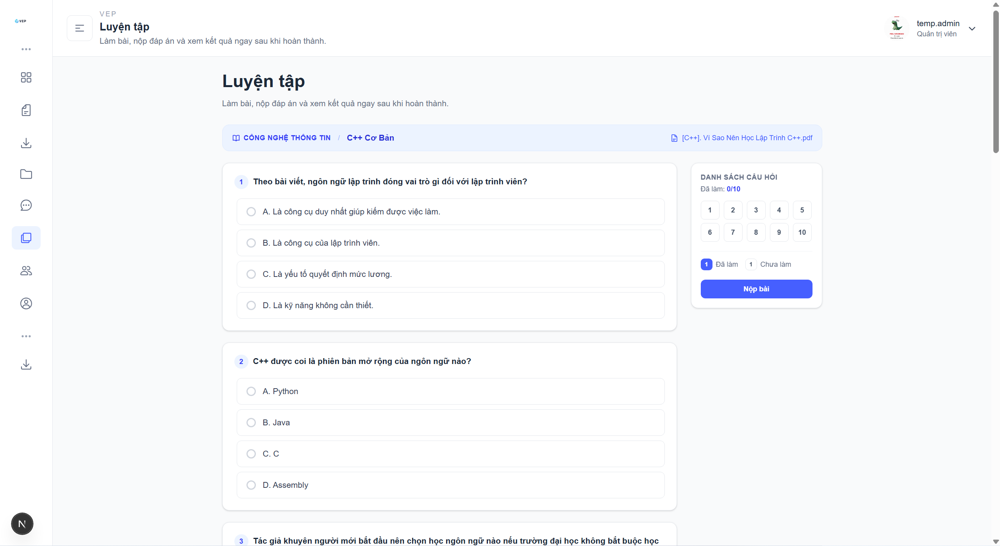 VEP
VEP
Luyện tập
Làm bài, nộp đáp án và xem kết quả ngay sau khi hoàn thành.
FEEL WRONGED
temp.admin
Quản trị viên
Luyện tập
Làm bài, nộp đáp án và xem kết quả ngay sau khi hoàn thành.
CÔNG NGHỆ THÔNG TIN / C++ Cơ Bản
[C++]. Vì Sao Nên Học Lập Trình C++.pdf
1 Theo bài viết, ngôn ngữ lập trình đóng vai trò gì đối với lập trình viên?
A. Là công cụ duy nhất giúp kiếm được việc làm.
B. Là công cụ của lập trình viên.
C. Là yếu tố quyết định mức lương.
D. Là kỹ năng không cần thiết.
DANH SÁCH CÂU HỎI
Đã làm: 0/10
1 2 3 4 5
6 7 8 9 10
1 Đã làm 1 Chưa làm
Nộp bài
2 C++ được coi là phiên bản mở rộng của ngôn ngữ nào?
A. Python
B. Java
C. C
D. Assembly
3 Tác giả khuyên người mới bắt đầu nên chọn học ngôn ngữ nào nếu trường đại học không bắt buộc học
N